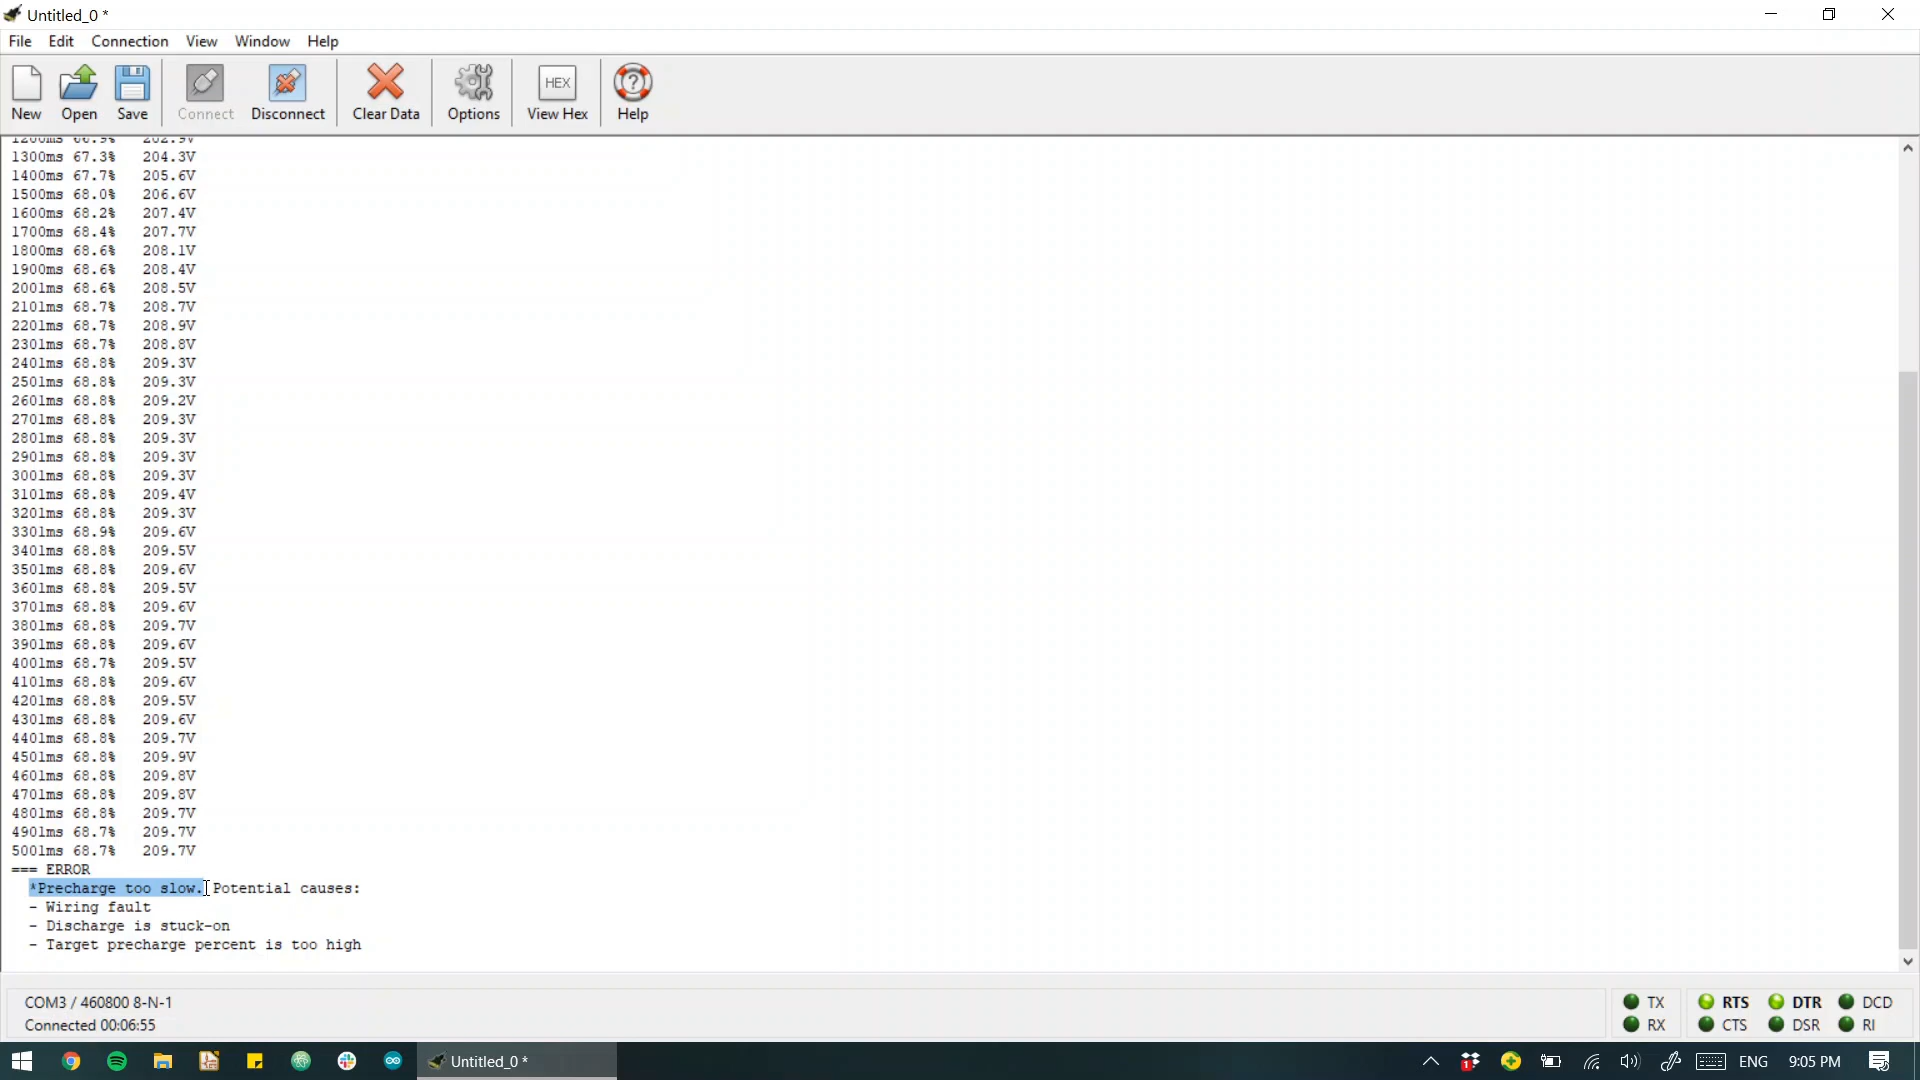 Untitled_0 *
File Edit Connection View Window Help
HEX
New Open Save Connect Disconnect Clear Data Options View Hex Help
1200ms 66.9% 202.9V
1300ms 67.3% 204.3V
1400ms 67.7% 205.6V
1500ms 68.0% 206.6V
1600ms 68.2% 207.4V
1700ms 68.4% 207.7V
1800ms 68.6% 208.1V
1900ms 68.6% 208.4V
2001ms 68.6% 208.5V
2101ms 68.7% 208.7V
2201ms 68.7% 208.9V
2301ms 68.7% 208.8V
2401ms 68.8% 209.3V
2501ms 68.8% 209.3V
2601ms 68.8% 209.2V
2701ms 68.8% 209.3V
2801ms 68.8% 209.3V
2901ms 68.8% 209.3V
3001ms 68.8% 209.3V
3101ms 68.8% 209.4V
3201ms 68.8% 209.3V
3301ms 68.9% 209.6V
3401ms 68.8% 209.5V
3501ms 68.8% 209.6V
3601ms 68.8% 209.5V
3701ms 68.8% 209.6V
3801ms 68.8% 209.7V
3901ms 68.8% 209.6V
4001ms 68.7% 209.5V
4101ms 68.8% 209.6V
4201ms 68.8% 209.5V
4301ms 68.8% 209.6V
4401ms 68.8% 209.7V
4501ms 68.8% 209.9V
4601ms 68.8% 209.8V
4701ms 68.8% 209.8V
4801ms 68.8% 209.7V
4901ms 68.7% 209.7V
5001ms 68.7% 209.7V
=== ERROR
*Precharge too slow. Potential causes:
- Wiring fault
- Discharge is stuck-on
- Target precharge percent is too high
COM3 / 460800 8-N-1
Connected 00:06:55
TX RTS DTR DCD
RX CTS DSR RI
Untitled_0 *
1
ENG
9:05 PM